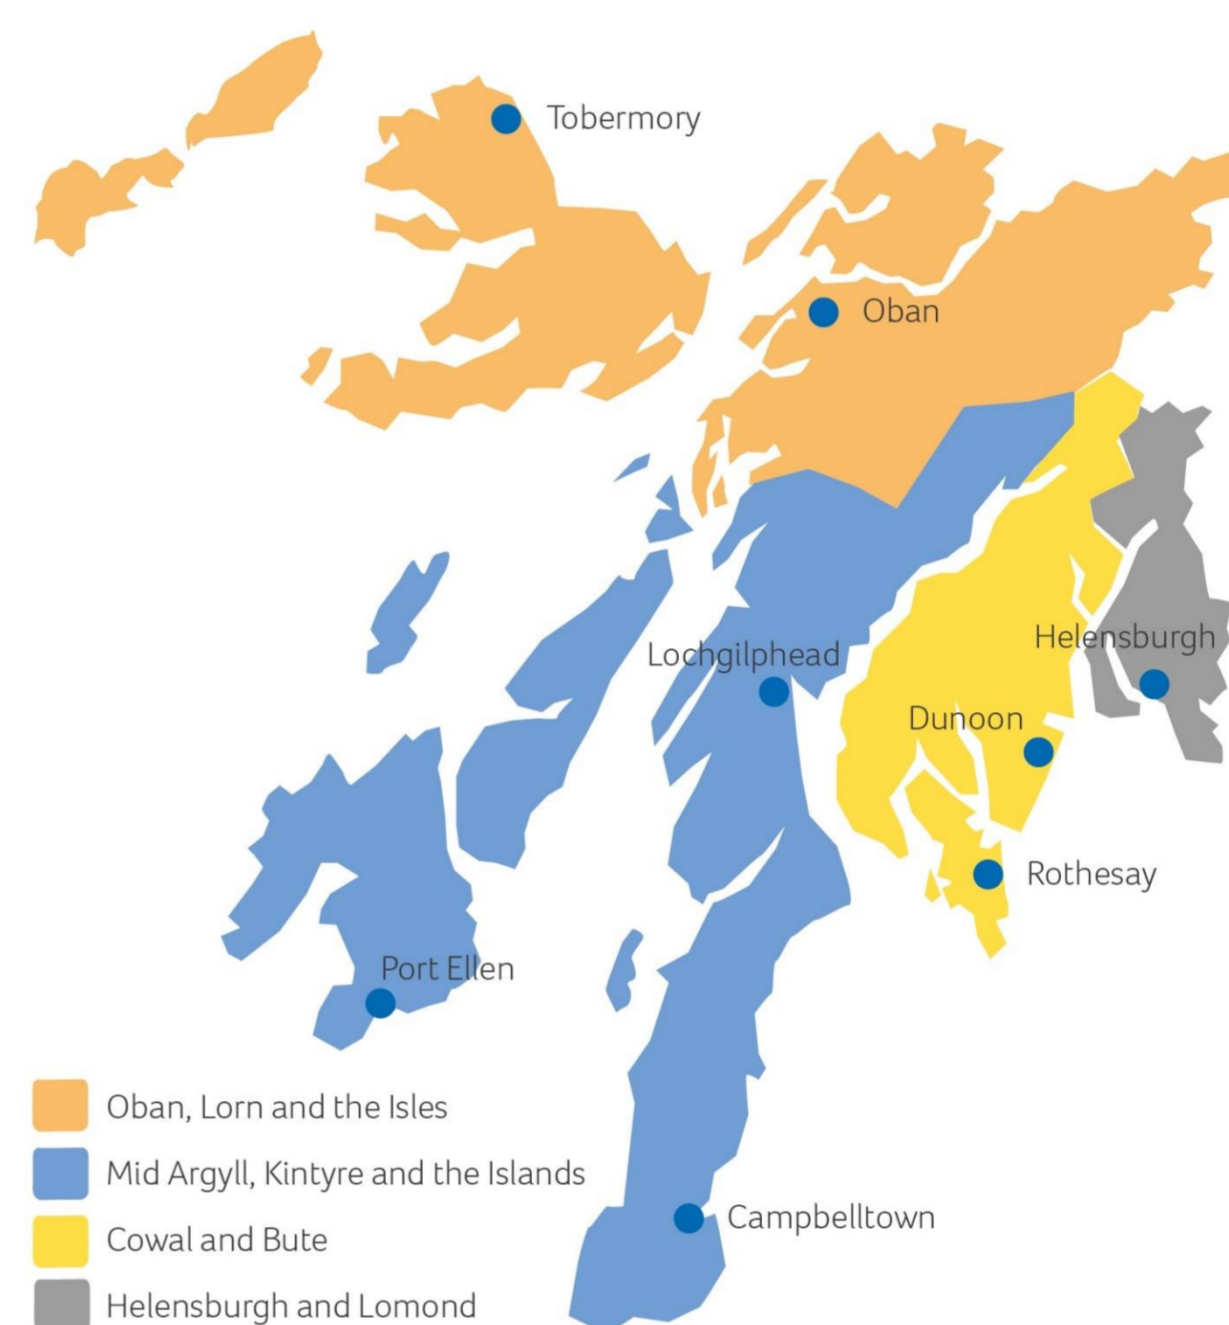 Tobermory
Oban
Helensburgh
Lochgilphead
Dunoon
Rothesay
Port Ellen
Oban, Lorn and the Isles
Mid Argyll, Kintyre and the Islands
Campbelltown
Cowal and Bute
Helensburgh and Lomond